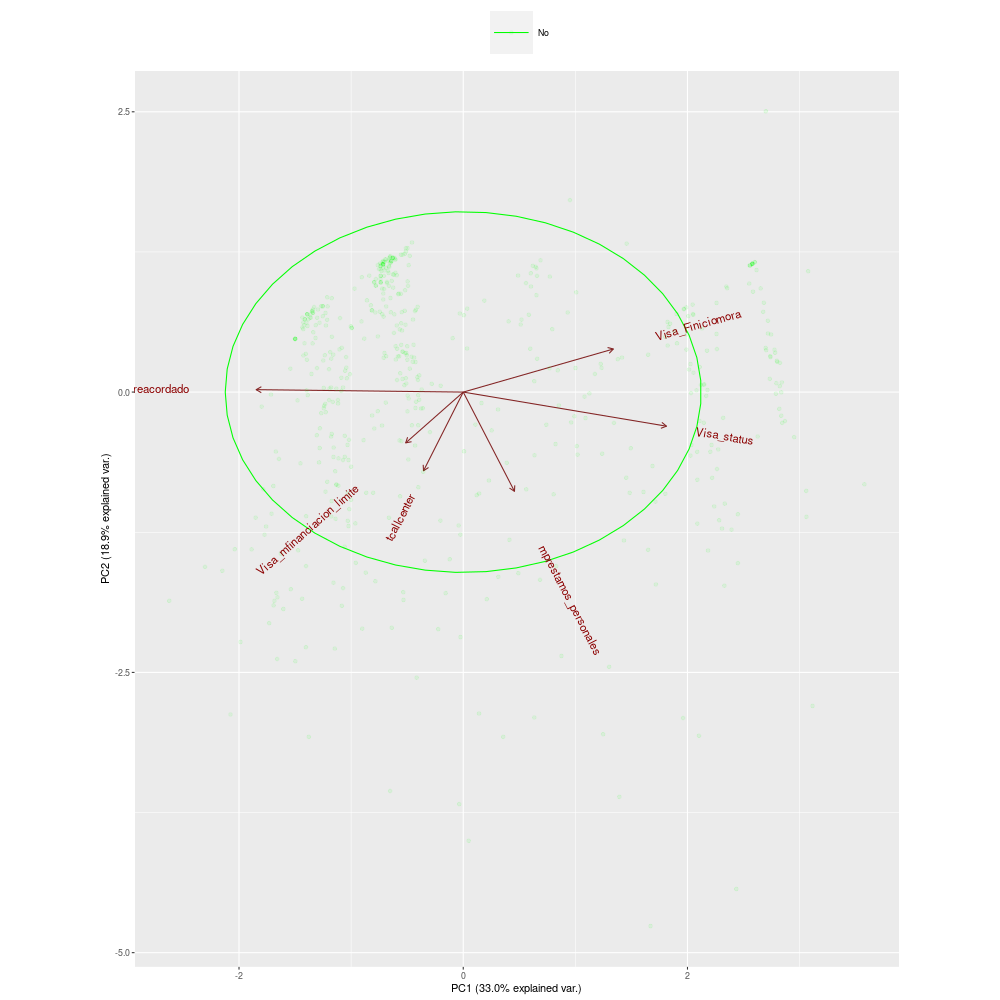 No
2.5
0.0
-2.5
-5.0
PC2 (18.9% explained var.)
Visa_Finiciomora
reacordado
Visa_status
Visa_mfinanciacion_limite
tcallcenter
mprestamos_personales
-2
0
2
PC1 (33.0% explained var.)